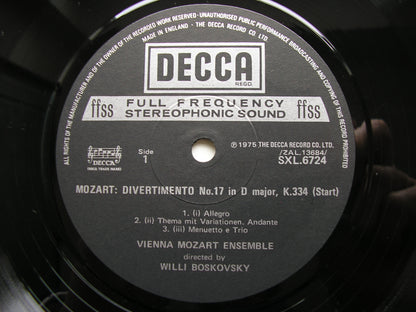 ALL RIGHTS OF THE MANUFACTURER AND OF THE OWNER OF THE RECORDED WORK RESERVED · UNAUTHORISED PUBLIC PERFORMANCE BROADCASTING AND COPYING OF THIS RECORD PROHIBITED
MADE IN ENGLAND · THE DECCA RECORD CO. LTD.
DECCA
REGD.
ffss FULL FREQUENCY STEREOPHONIC SOUND ffss
Side
1
DECCA
℗ 1975 THE DECCA RECORD CO. LTD.
/ZAL.13684/
SXL.6724
MOZART: DIVERTIMENTO No.17 in D major, K.334 (Start)
1. (i) Allegro
2. (ii) Thema mit Variationen. Andante
3. (iii) Menuetto e Trio
VIENNA MOZART ENSEMBLE
directed by
WILLI BOSKOVSKY